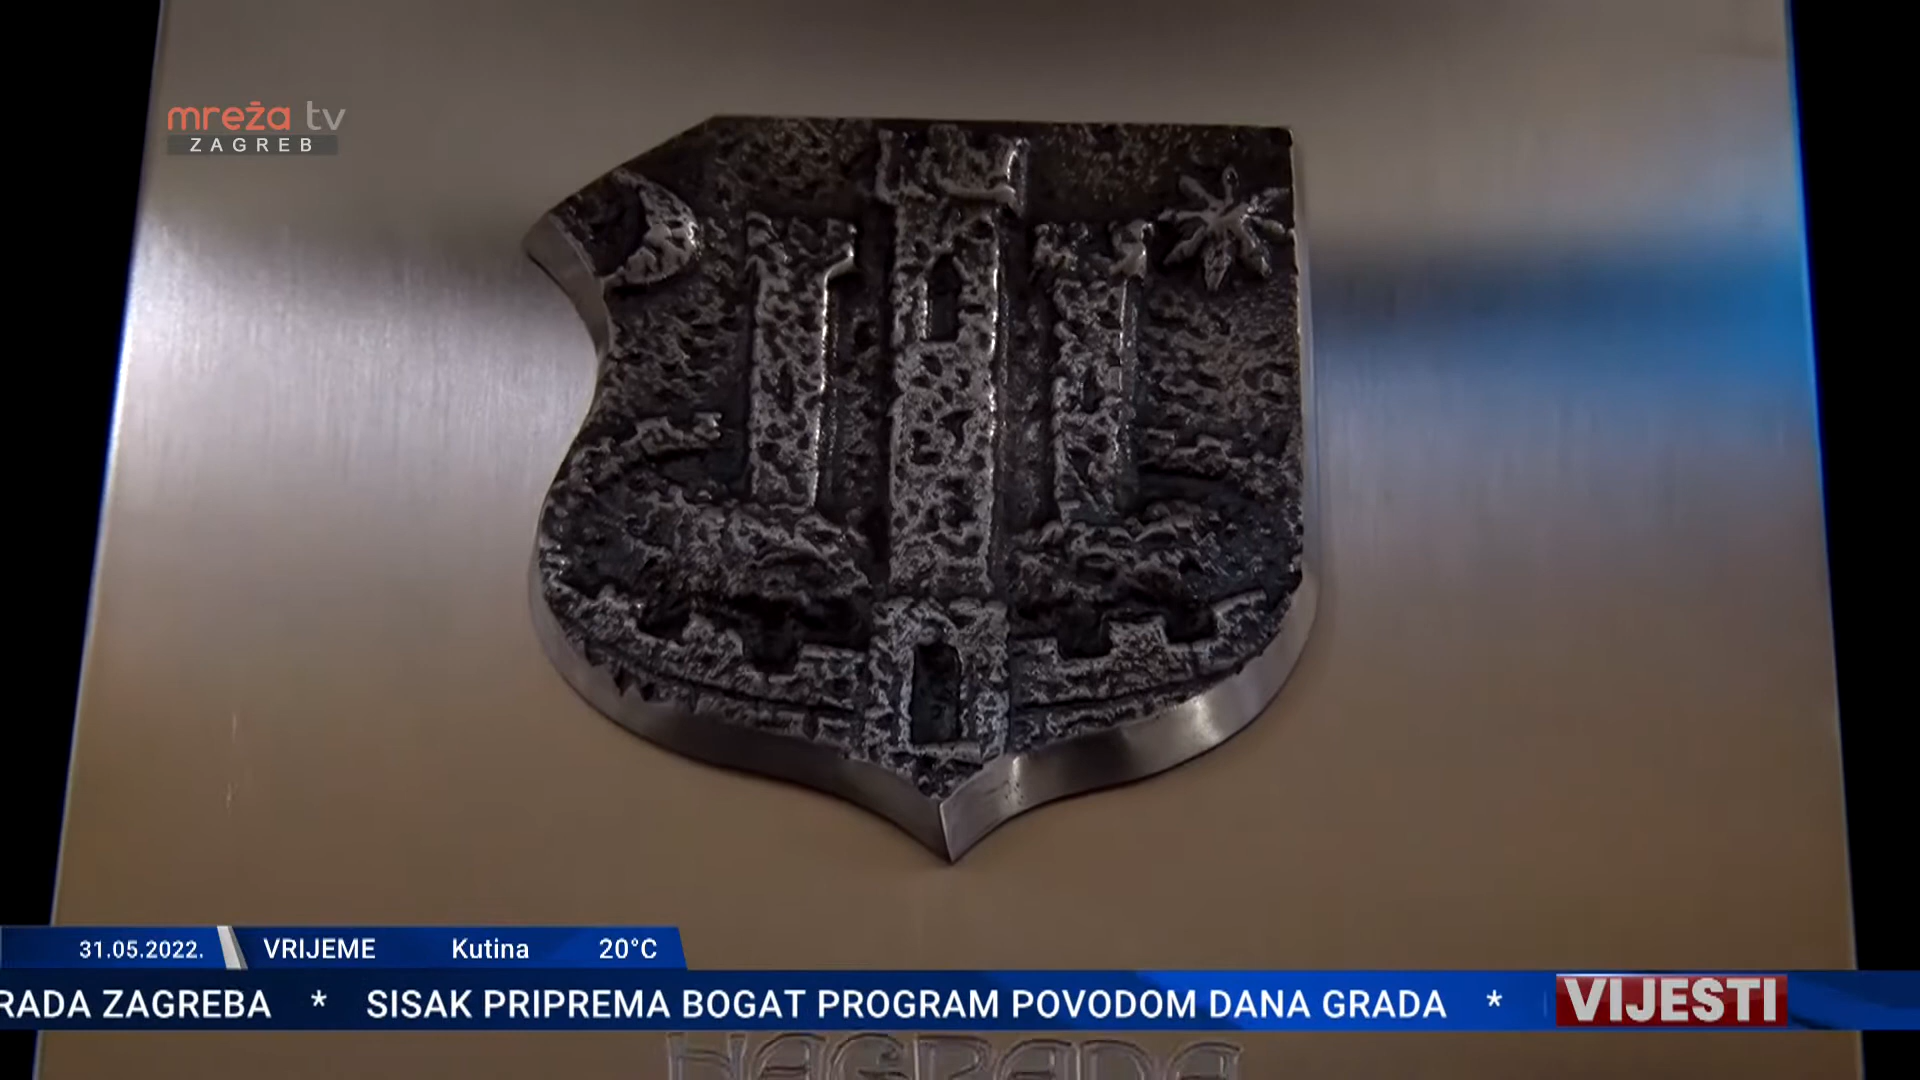 mreža tv
ZAGREB
31.05.2022. VRIJEME Kutina 20°C
RADA ZAGREBA * SISAK PRIPREMA BOGAT PROGRAM POVODOM DANA GRADA * VIJESTI
NAGRADA